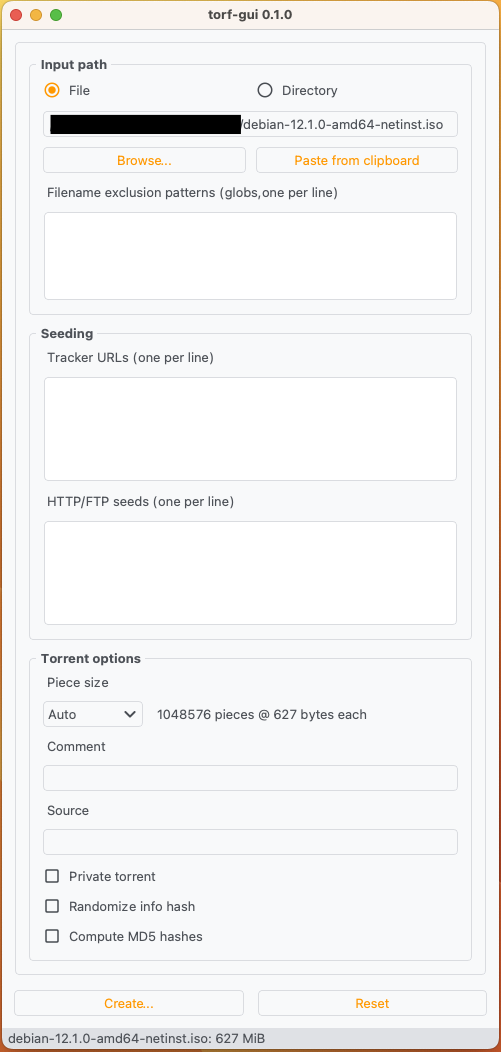 torf-gui 0.1.0
Input path
File Directory
/debian-12.1.0-amd64-netinst.iso
Browse... Paste from clipboard
Filename exclusion patterns (globs,one per line)
Seeding
Tracker URLs (one per line)
HTTP/FTP seeds (one per line)
Torrent options
Piece size
Auto 1048576 pieces @ 627 bytes each
Comment
Source
Private torrent
Randomize info hash
Compute MD5 hashes
Create... Reset
debian-12.1.0-amd64-netinst.iso: 627 MiB